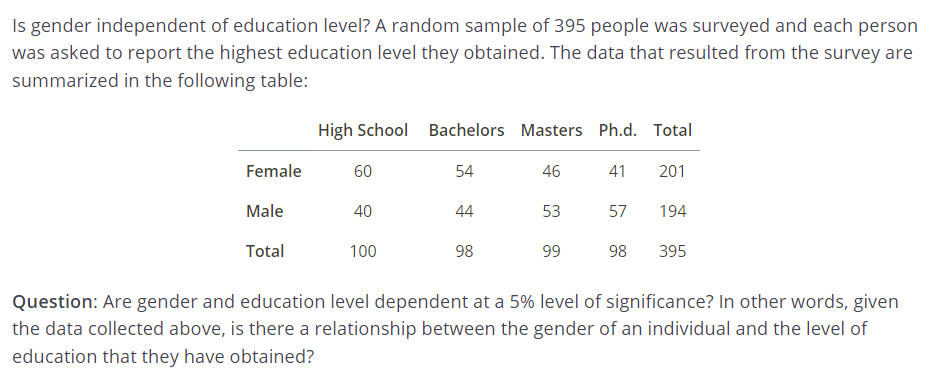 Is gender independent of education level? A random sample of 395 people was surveyed and each person
was asked to report the highest education level they obtained. The data that resulted from the survey are
summarized in the following table:
High School Bachelors Masters Ph.d. Total
Female 60 54 46 41 201
Male 40 44 53 57 194
Total 100 98 99 98 395
Question: Are gender and education level dependent at a 5% level of significance? In other words, given
the data collected above, is there a relationship between the gender of an individual and the level of
education that they have obtained?